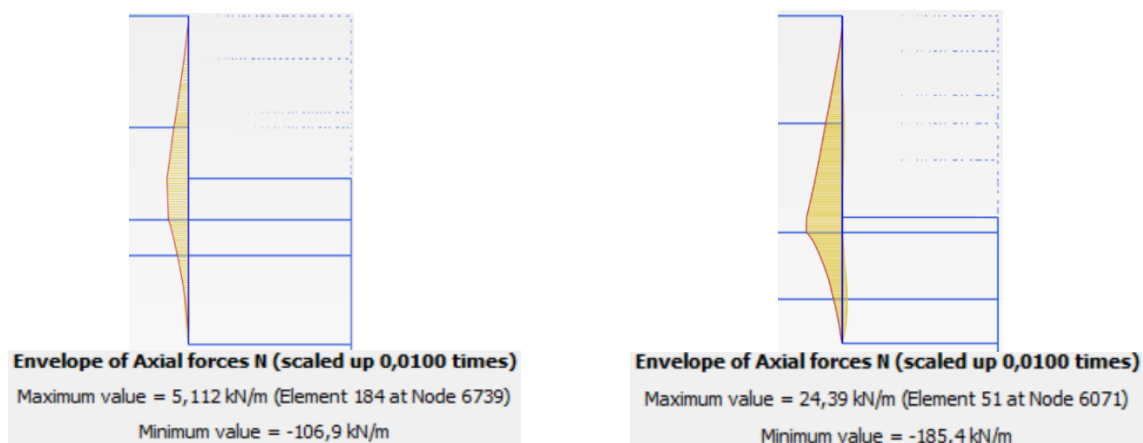 Envelope of Axial forces N (scaled up 0,0100 times)
Maximum value = 5,112 kN/m (Element 184 at Node 6739)
Minimum value = -106,9 kN/m
Envelope of Axial forces N (scaled up 0,0100 times)
Maximum value = 24,39 kN/m (Element 51 at Node 6071)
Minimum value = -185,4 kN/m